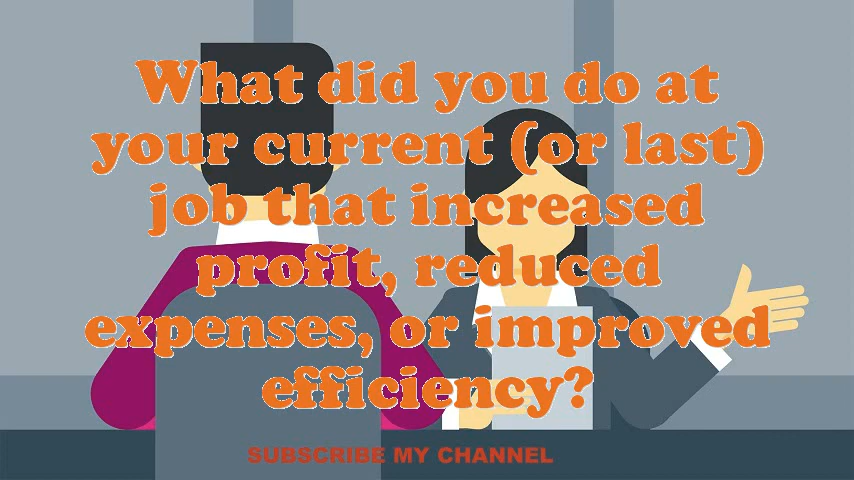 What did you do at
your current (or last)
job that increased
profit, reduced
expenses, or improved
efficiency?
SUBSCRIBE MY CHANNEL